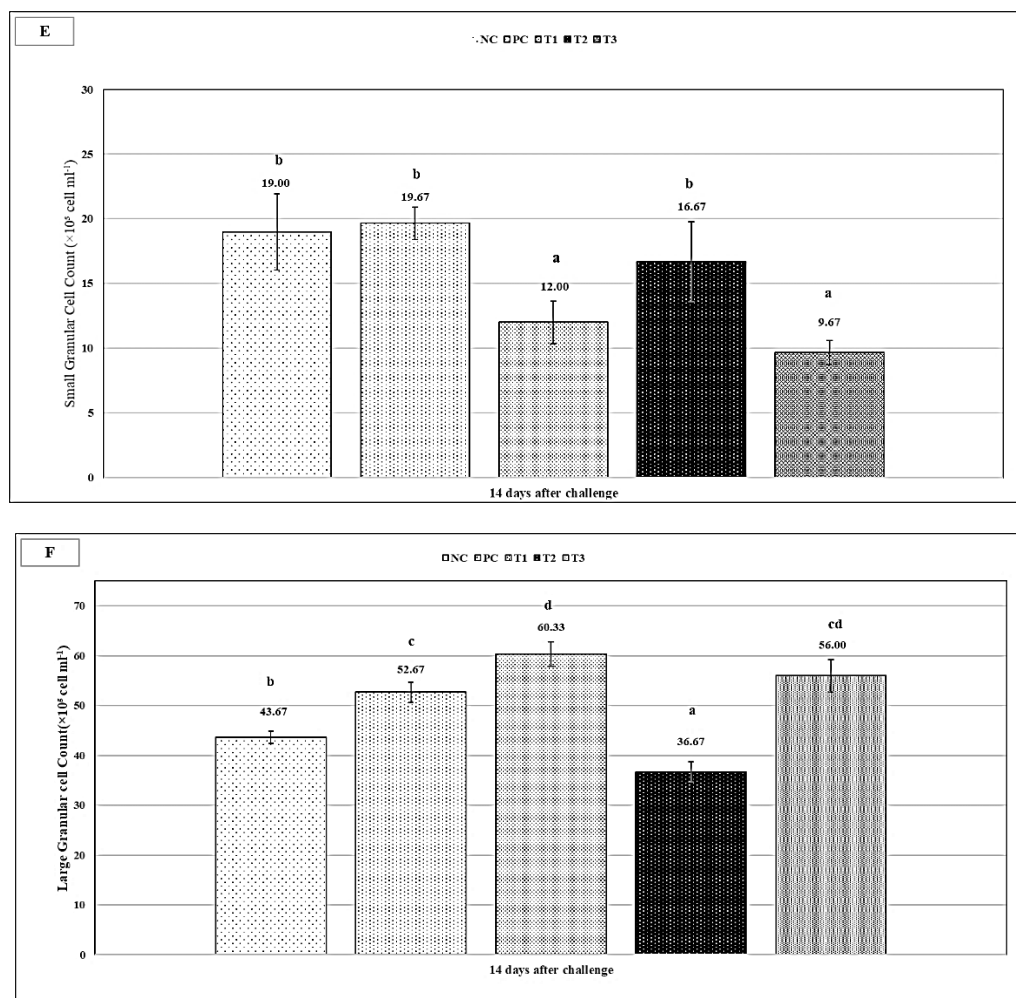 E
NC PC T1 T2 T3
30
25
20
15
10
5
0
Small Granular Cell Count (×10⁵ cell ml⁻¹)
b
19.00
b
19.67
a
12.00
b
16.67
a
9.67
14 days after challenge
F
NC PC T1 T2 T3
70
60
50
40
30
20
10
0
Large Granular cell Count(×10⁵ cell ml⁻¹)
b
43.67
c
52.67
d
60.33
a
36.67
cd
56.00
14 days after challenge